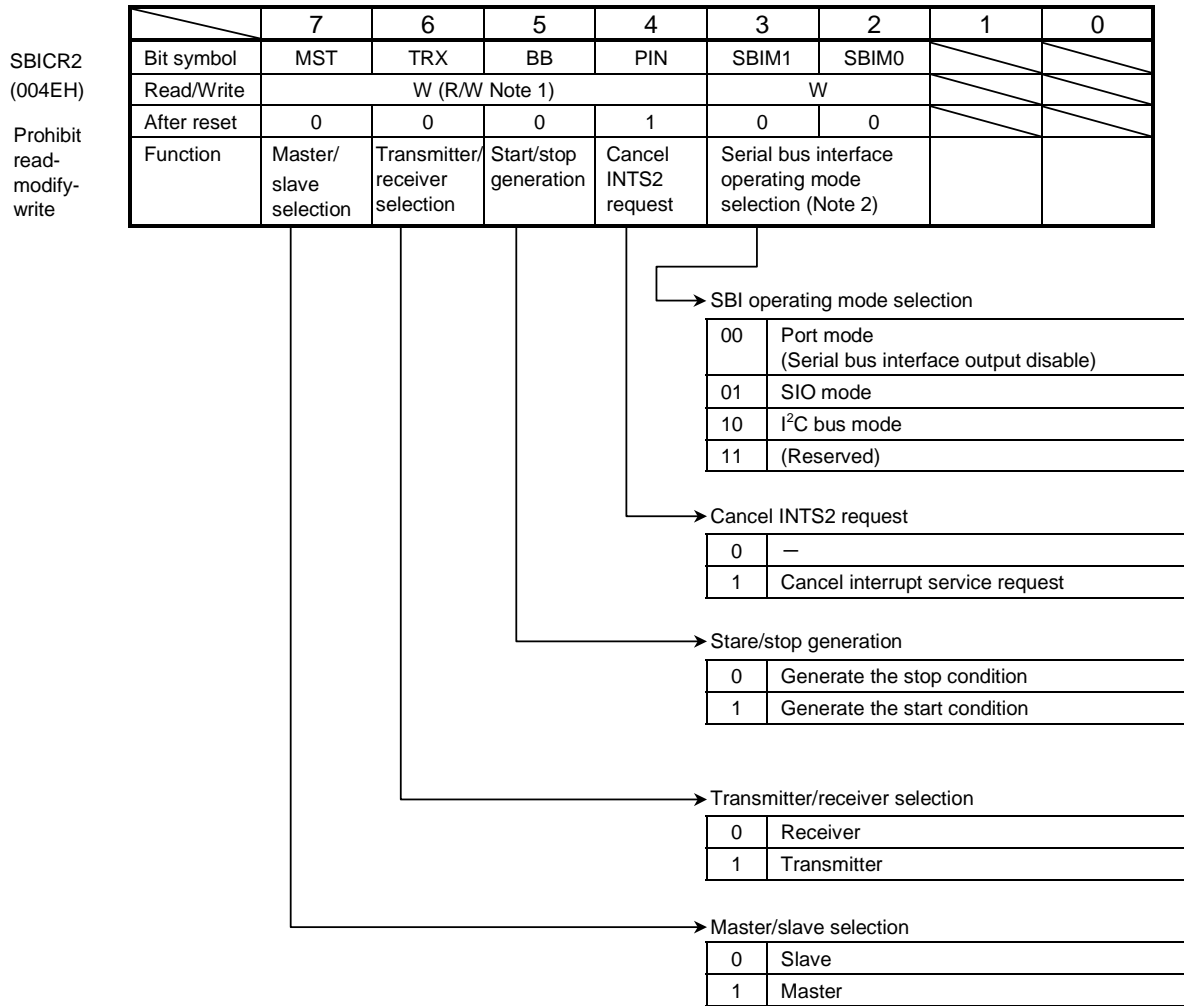 7 6 5 4 3 2 1 0
SBICR2
(004EH)
Prohibit
read-
modify-
write
Bit symbol MST TRX BB PIN SBIM1 SBIM0
Read/Write W (R/W Note 1) W
After reset 0 0 0 1 0 0
Function Master/ slave selection Transmitter/ receiver selection Start/stop generation Cancel INTS2 request Serial bus interface operating mode selection (Note 2)
SBI operating mode selection
00 Port mode
(Serial bus interface output disable)
01 SIO mode
10 I²C bus mode
11 (Reserved)
Cancel INTS2 request
0 −
1 Cancel interrupt service request
Stare/stop generation
0 Generate the stop condition
1 Generate the start condition
Transmitter/receiver selection
0 Receiver
1 Transmitter
Master/slave selection
0 Slave
1 Master